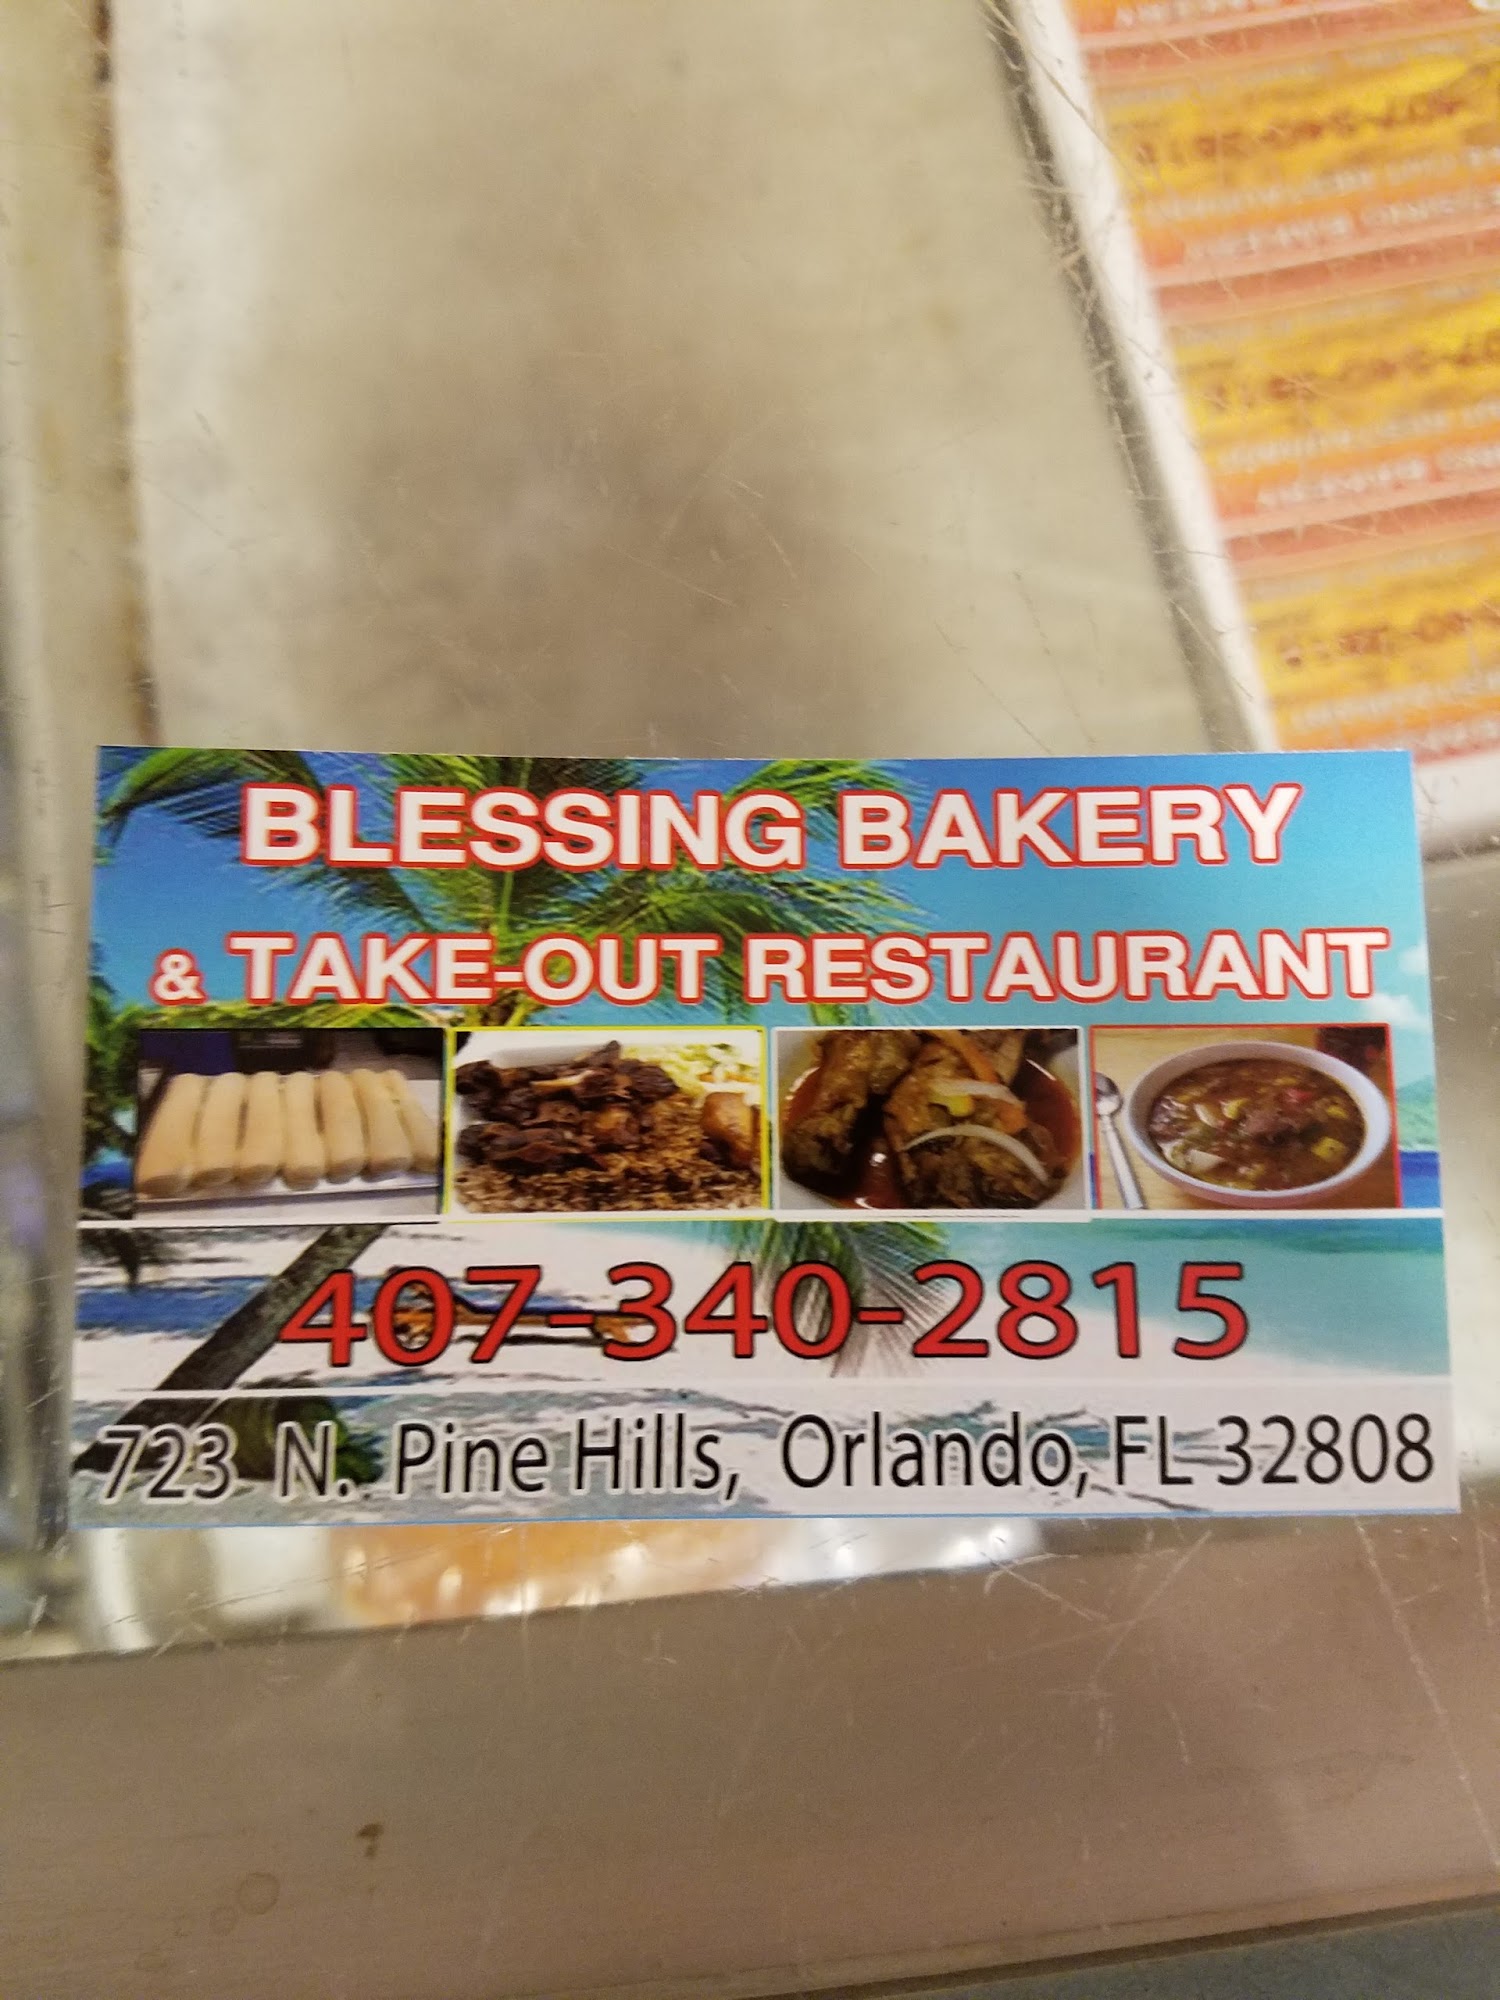 BLESSING BAKERY
& TAKE-OUT RESTAURANT
407-340-2815
723 N. Pine Hills, Orlando, FL 32808